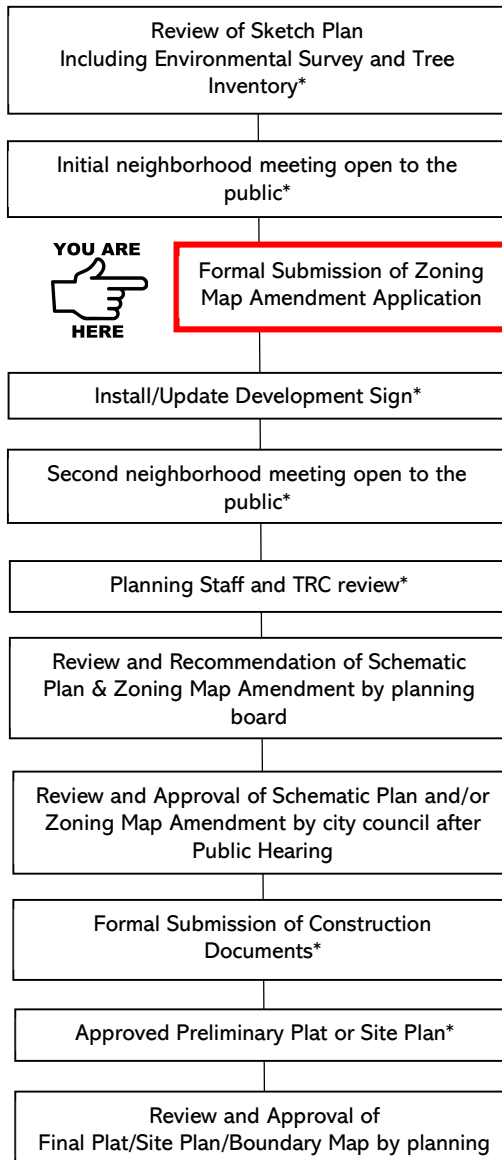 Review of Sketch Plan
Including Environmental Survey and Tree
Inventory*
Initial neighborhood meeting open to the
public*
YOU ARE
HERE
Formal Submission of Zoning
Map Amendment Application
Install/Update Development Sign*
Second neighborhood meeting open to the
public*
Planning Staff and TRC review*
Review and Recommendation of Schematic
Plan & Zoning Map Amendment by planning
board
Review and Approval of Schematic Plan and/or
Zoning Map Amendment by city council after
Public Hearing
Formal Submission of Construction
Documents*
Approved Preliminary Plat or Site Plan*
Review and Approval of
Final Plat/Site Plan/Boundary Map by planning